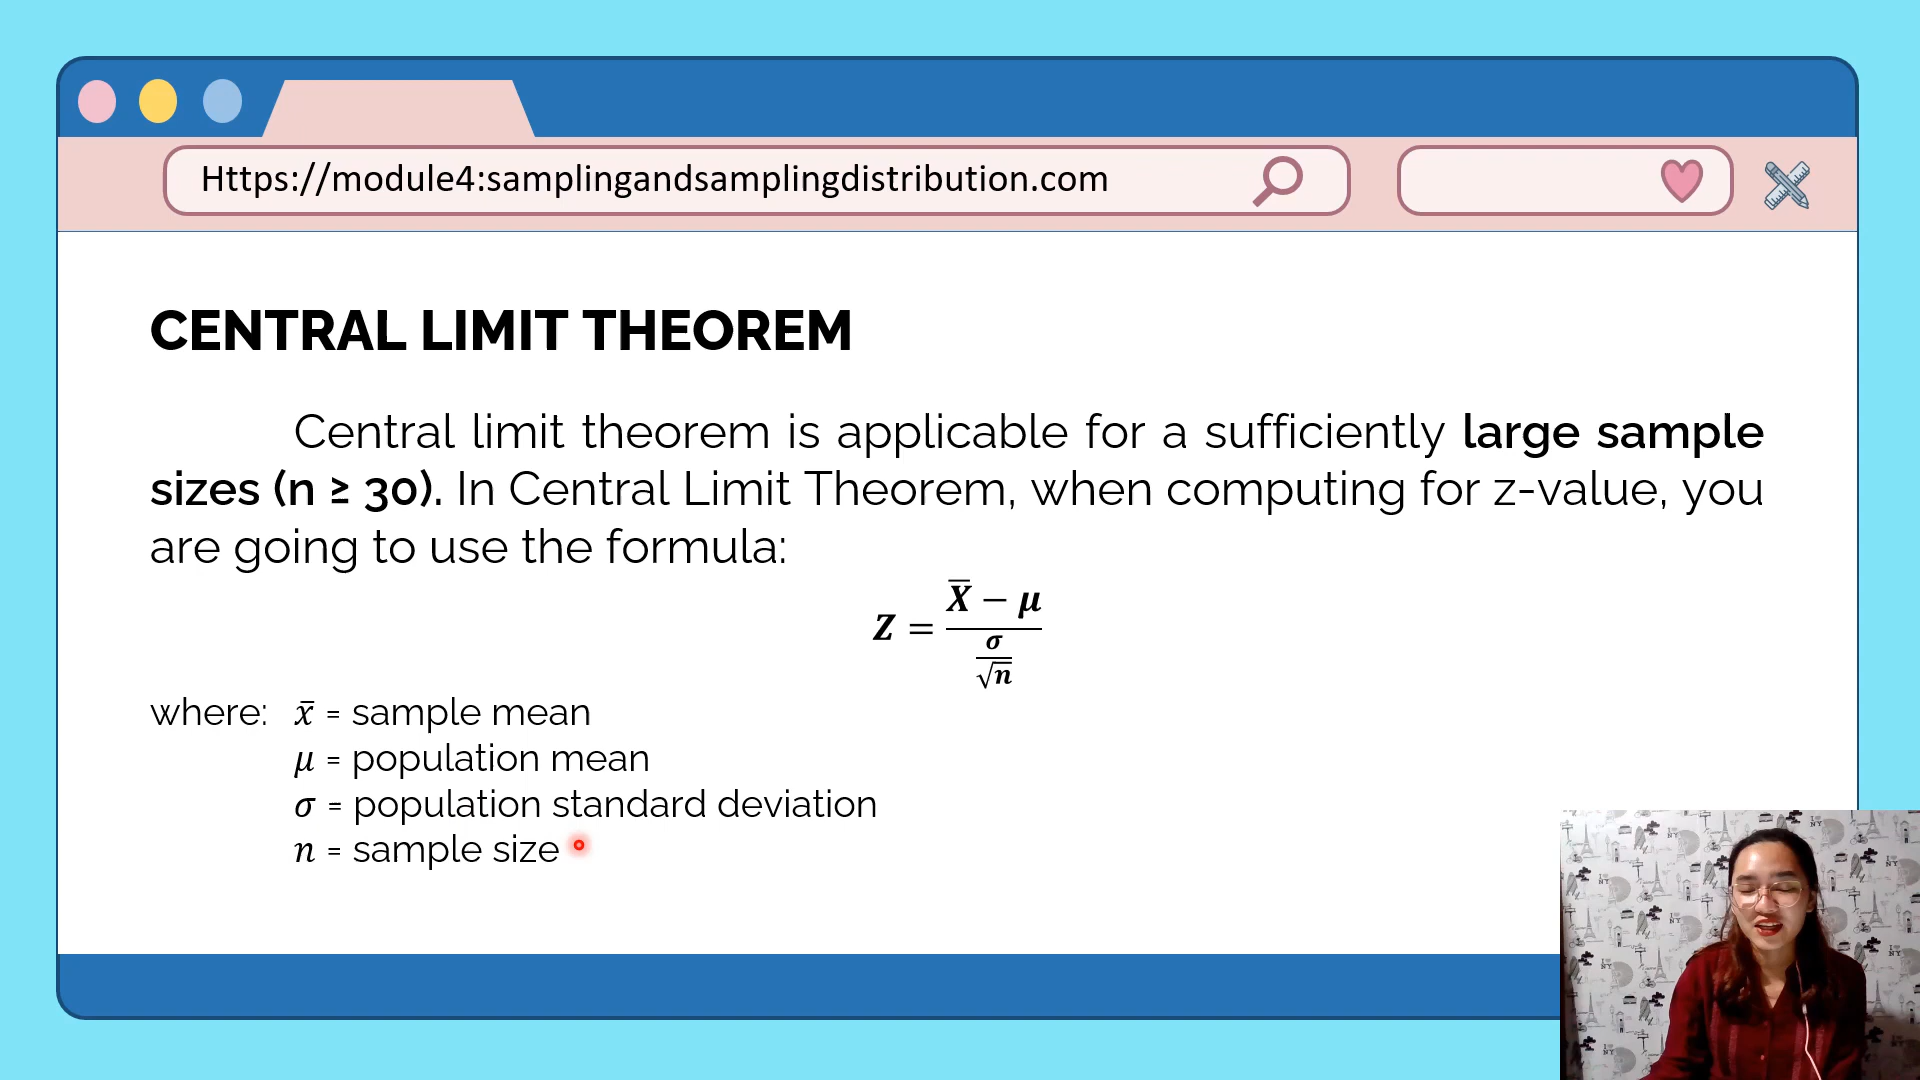 Https://module4:samplingandsamplingdistribution.com
CENTRAL LIMIT THEOREM
Central limit theorem is applicable for a sufficiently large sample
sizes (n ≥ 30). In Central Limit Theorem, when computing for z-value, you
are going to use the formula:
Z = (X̄ − μ) / (σ / √n)
where: x̄ = sample mean
μ = population mean
σ = population standard deviation
n = sample size